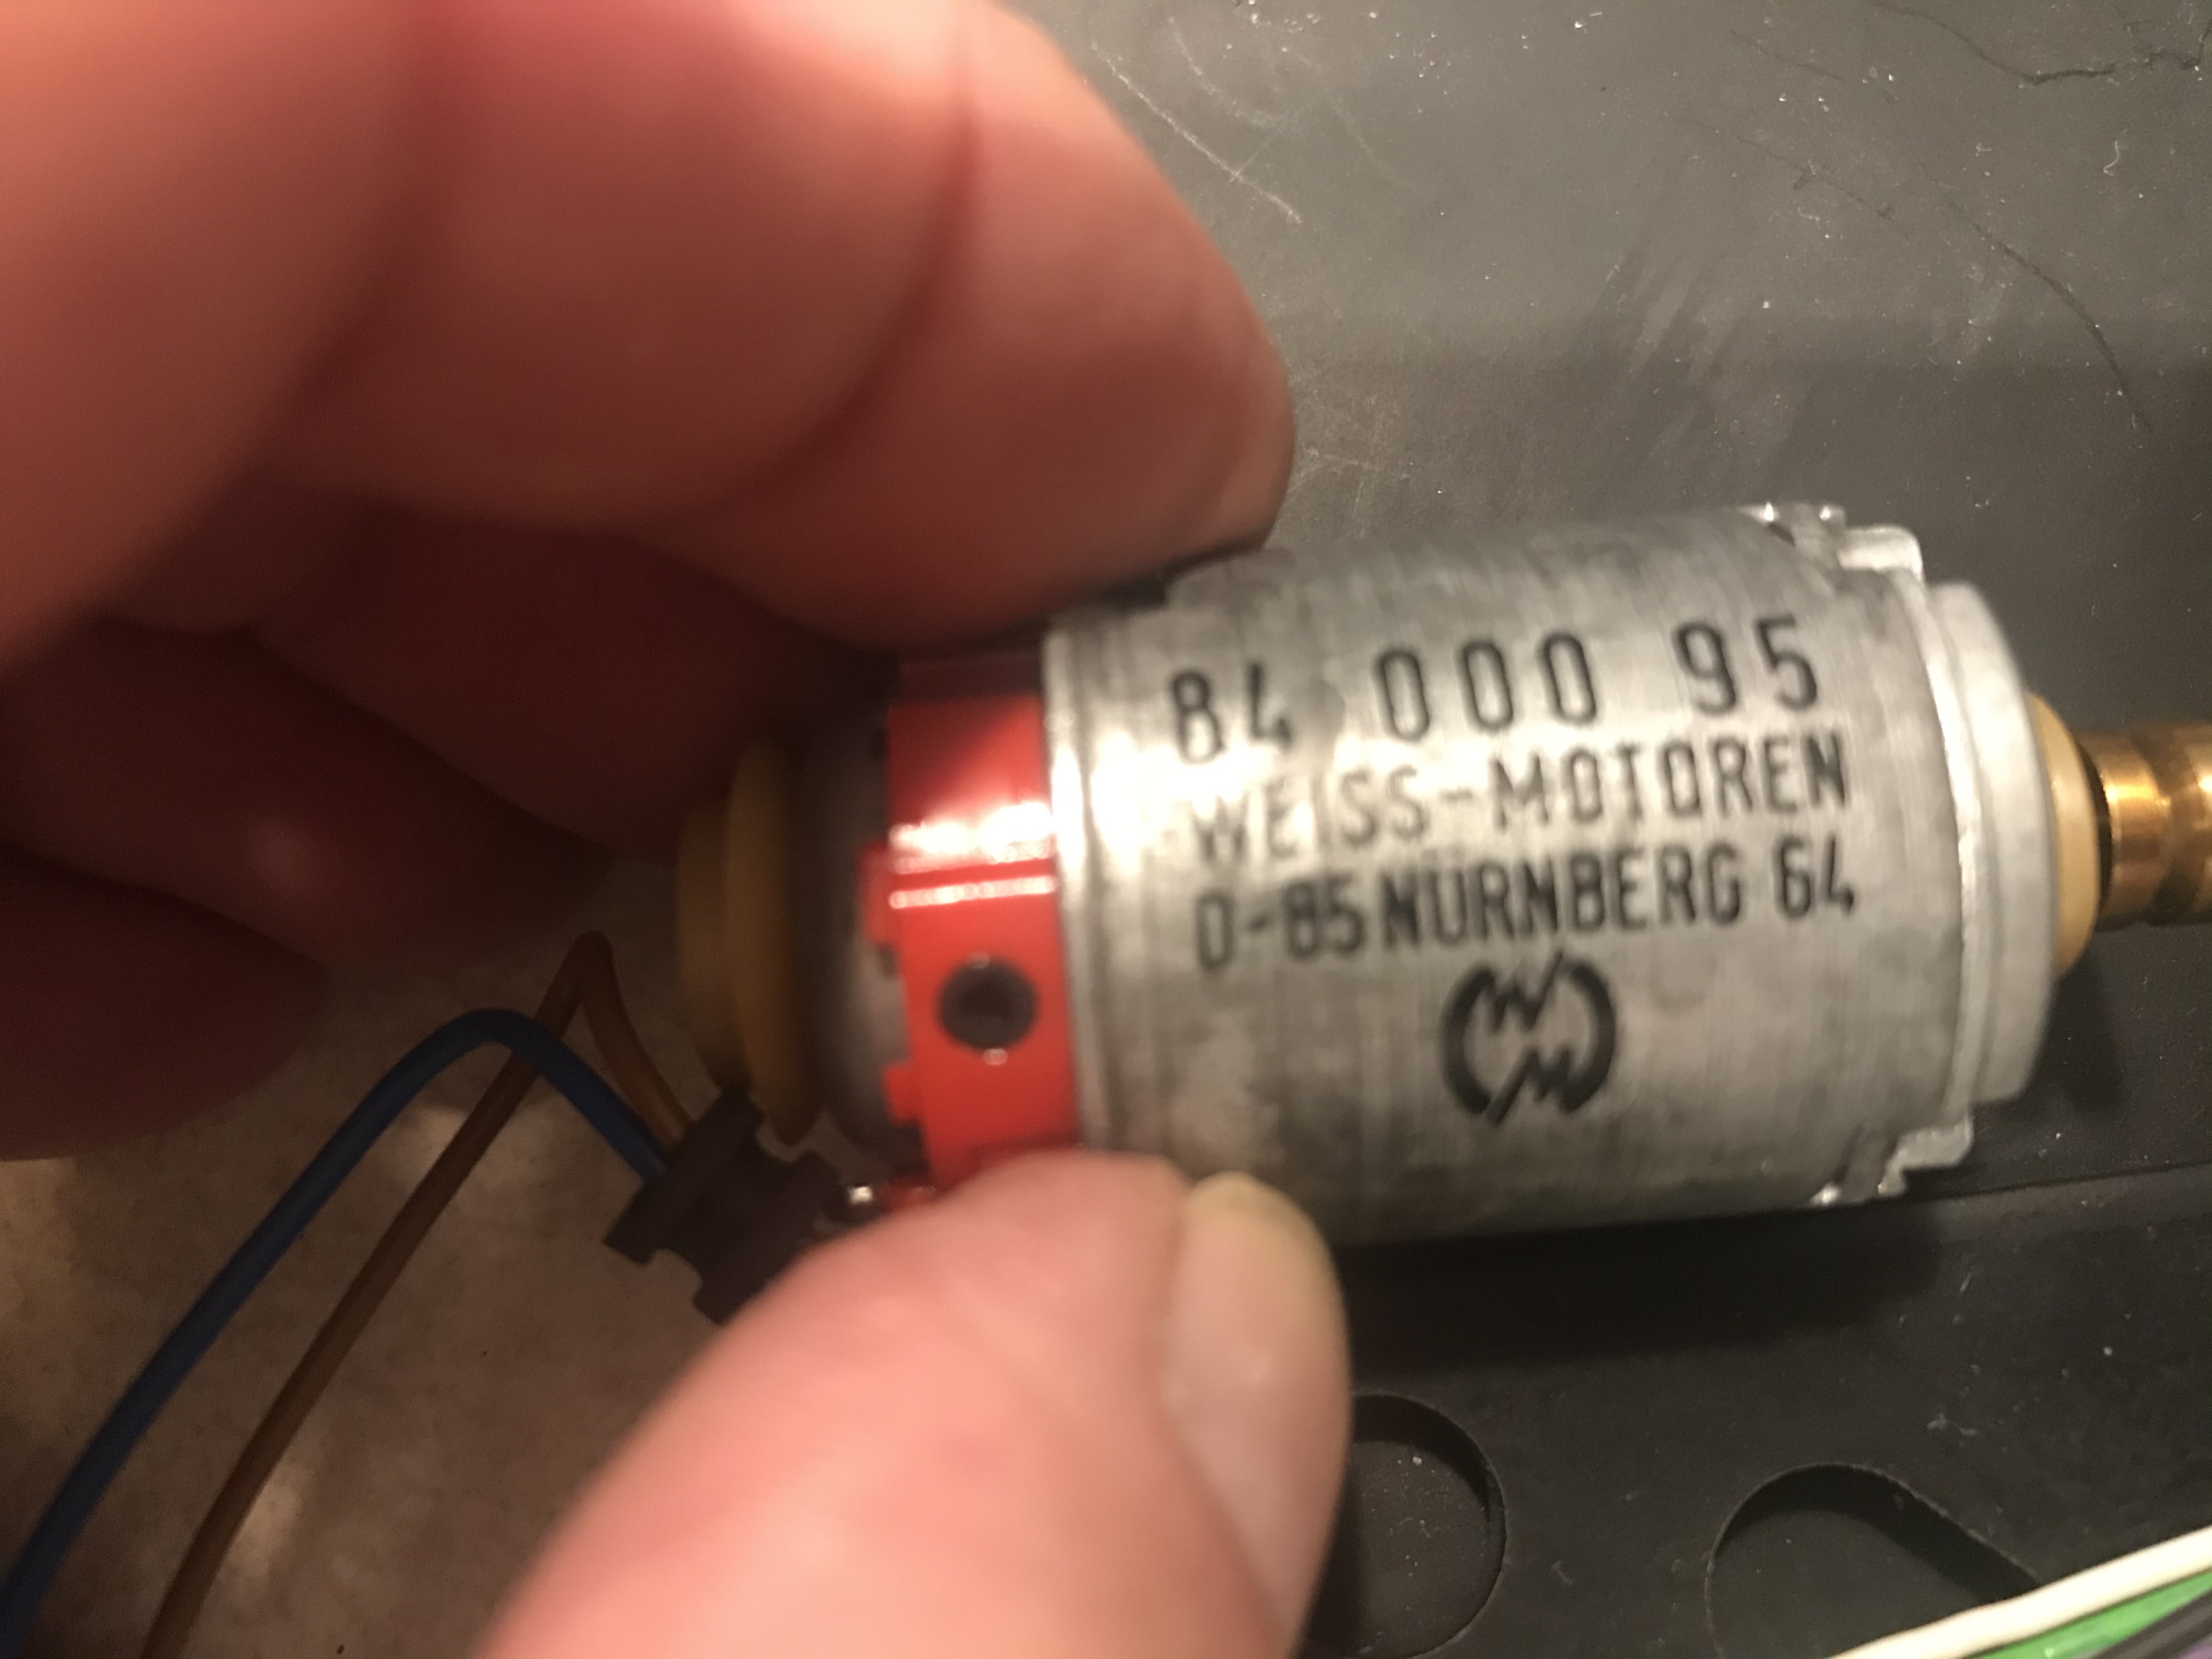 84 000 95
WEISS-MOTOREN
D-85 NÜRNBERG 64